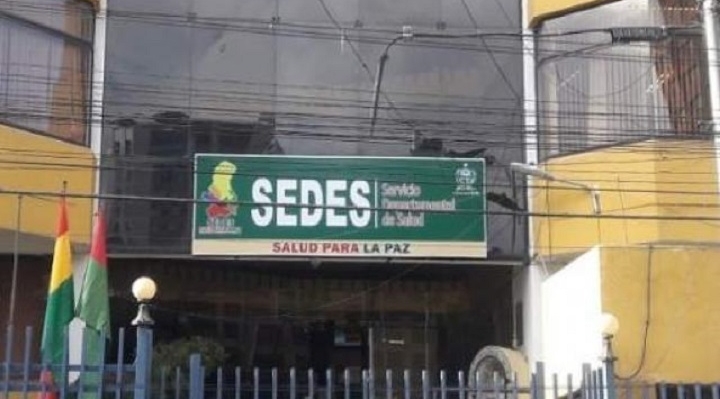 SEDES
Servicio
Departamental
de Salud
SALUD PARA LA PAZ